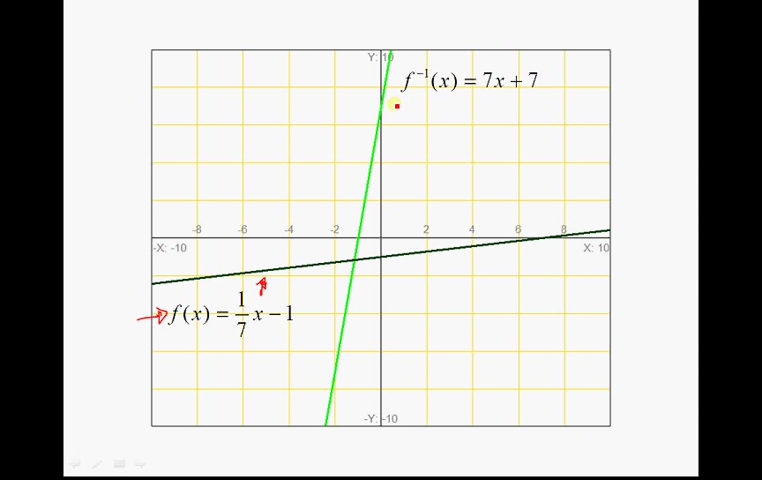 Y: 10
f⁻¹(x) = 7x + 7
-8 -6 -4 -2 2 4 6 8
-X: -10 X: 10
f(x) = 1/7 x − 1
-Y: -10